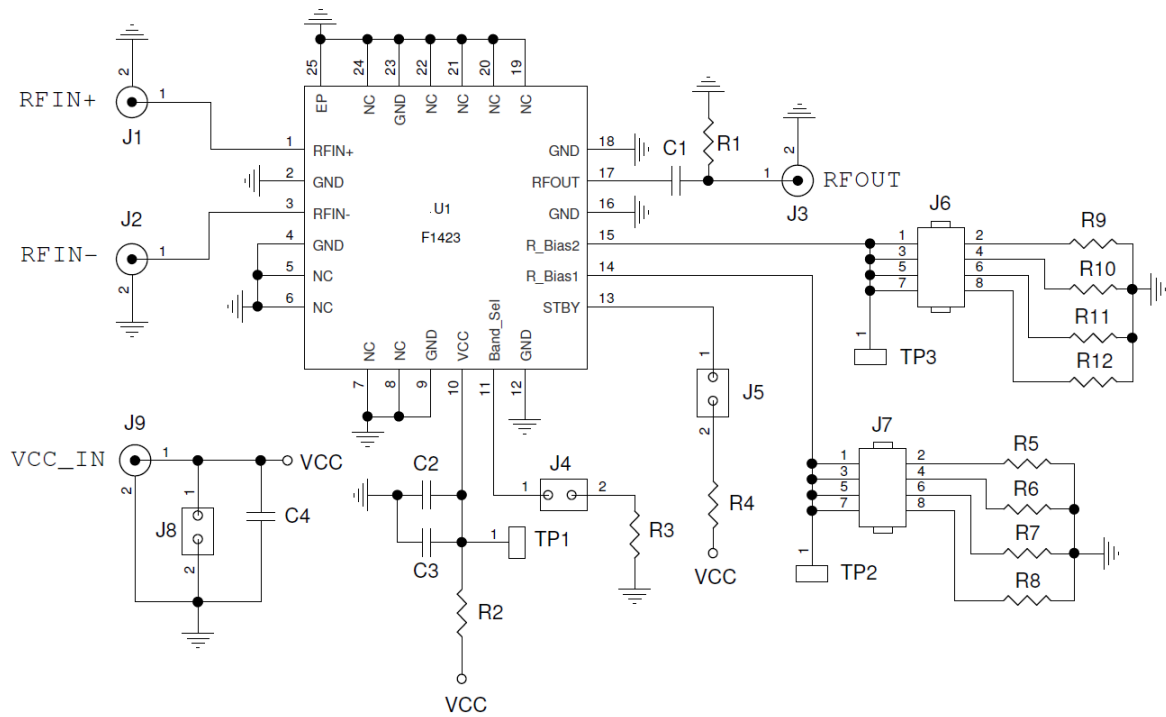 25 24 23 22 21 20 19
EP NC GND NC NC NC NC
RFIN+ 2 1 J1
1 RFIN+
2 GND
3 RFIN-
4 GND
5 NC
6 NC
J2
RFIN- 1 2
.U1
F1423
GND 18
RFOUT 17
GND 16
R_Bias2 15
R_Bias1 14
STBY 13
C1 R1 1 2 J3 RFOUT
NC NC GND VCC Band_Sel GND
7 8 9 10 11 12
J6
1 2 R9
3 4 R10
5 6 R11
7 8 R12
1 TP3
1 J5 2
R4
VCC
J7
1 2 R5
3 4 R6
5 6 R7
7 8 R8
1 TP2
J9
VCC_IN 1 2 VCC
1 J8 2 C4
C2
C3
1 TP1
R2
VCC
1 J4 2
R3